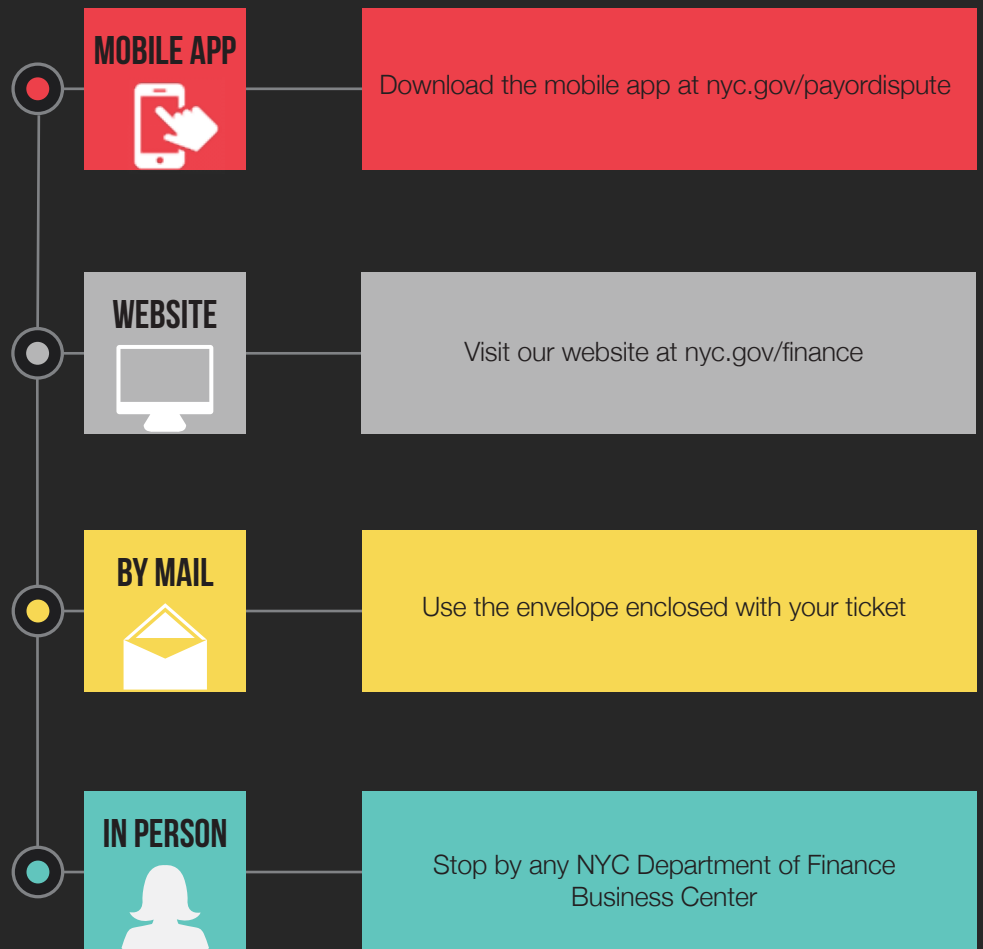 MOBILE APP
Download the mobile app at nyc.gov/payordispute
WEBSITE
Visit our website at nyc.gov/finance
BY MAIL
Use the envelope enclosed with your ticket
IN PERSON
Stop by any NYC Department of Finance
Business Center